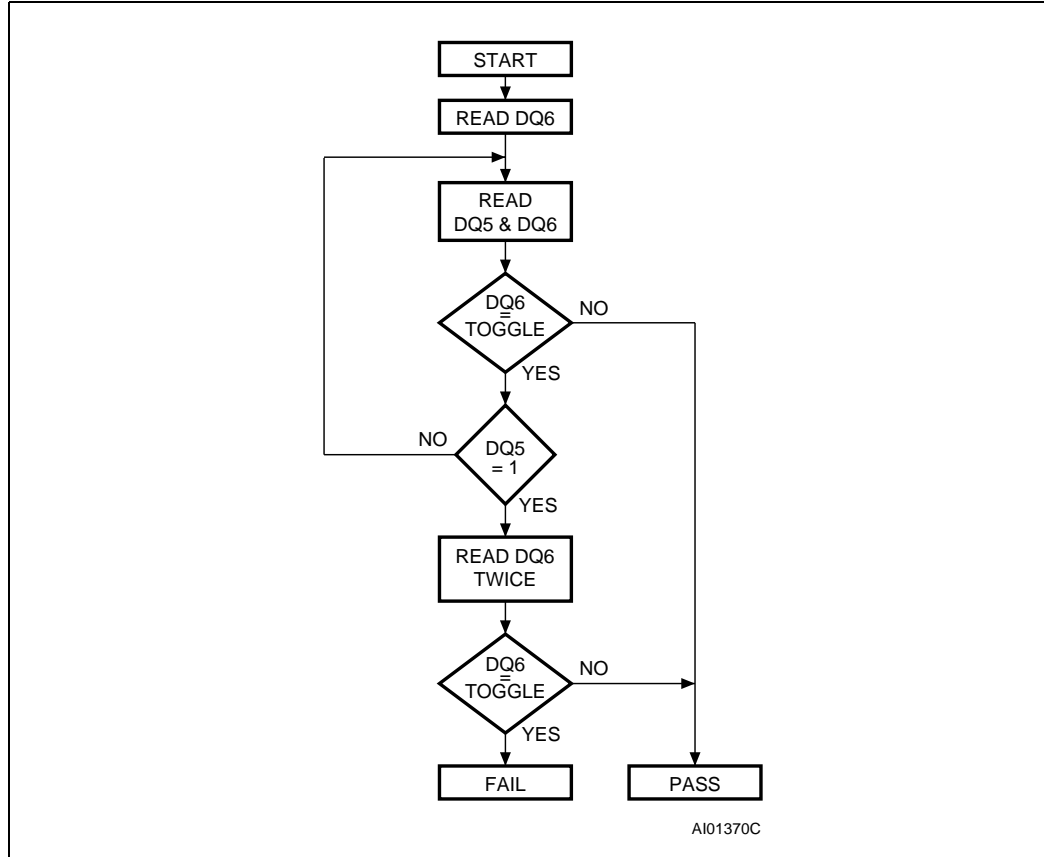 START
READ DQ6
READ
DQ5 & DQ6
DQ6
=
TOGGLE
NO
YES
NO
DQ5
= 1
YES
READ DQ6
TWICE
DQ6
=
TOGGLE
NO
YES
FAIL
PASS
AI01370C